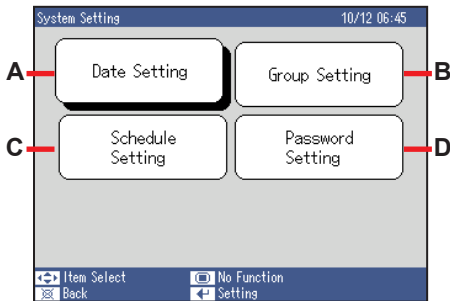 System Setting 10/12 06:45
A Date Setting Group Setting B
C Schedule Setting Password Setting D
Item Select No Function
Back Setting